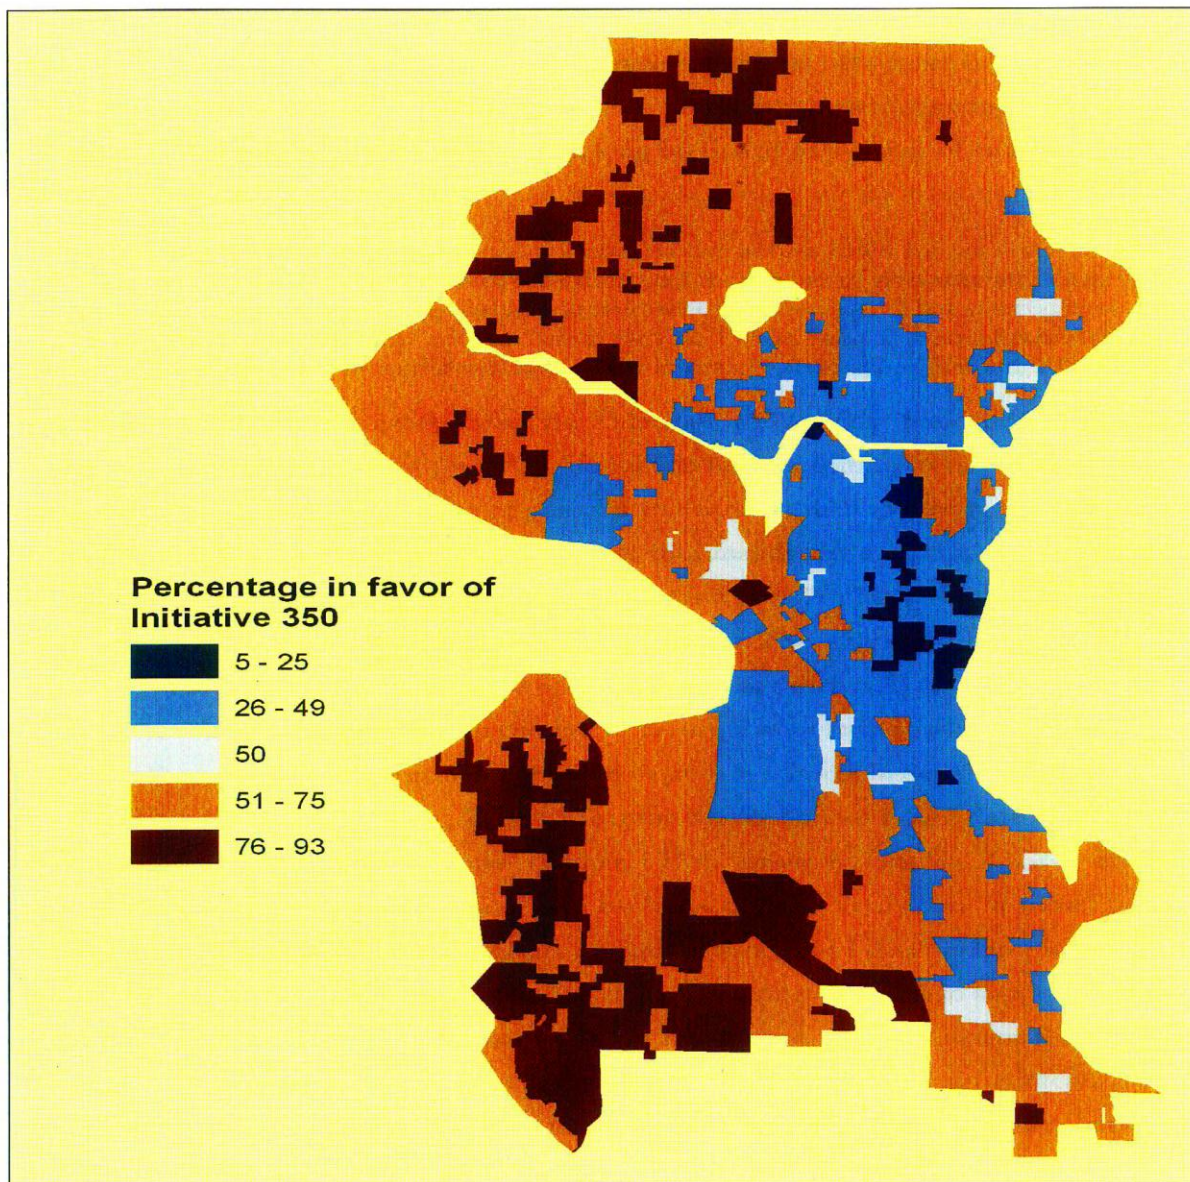 Percentage in favor of
Initiative 350
5 - 25
26 - 49
50
51 - 75
76 - 93